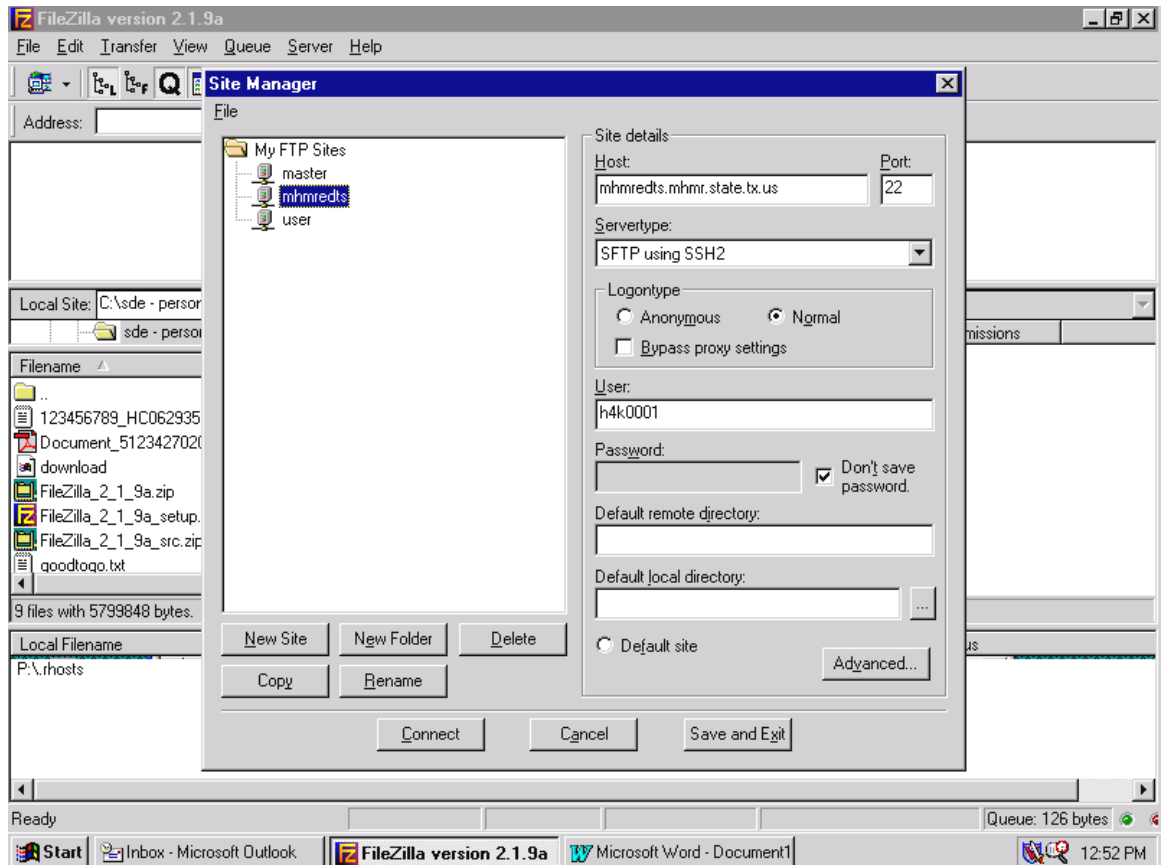 FileZilla version 2.1.9a
File Edit Transfer View Queue Server Help
Site Manager
File
Address:
My FTP Sites
master
mhmredts
user
Site details
Host: Port:
mhmredts.mhmr.state.tx.us 22
Servertype:
SFTP using SSH2
Logontype
Anonymous Normal
Bypass proxy settings
User:
h4k0001
Password:
Don't save
password.
Default remote directory:
Default local directory:
...
Default site
Advanced...
New Site New Folder Delete
Copy Rename
Connect Cancel Save and Exit
Local Site: C:\sde - person
sde - person
missions
Filename
..
123456789_HC062935
Document_5123427020
download
FileZilla_2_1_9a.zip
FileZilla_2_1_9a_setup.
FileZilla_2_1_9a_src.zip
goodtogo.txt
9 files with 5799848 bytes.
Local Filename us
P:\.rhosts
Ready Queue: 126 bytes
Start Inbox - Microsoft Outlook FileZilla version 2.1.9a Microsoft Word - Document1 12:52 PM